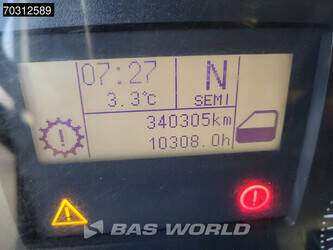 70312589
07:27 N
3.3°C SEMI
340305km
10308.0h
BAS WORLD